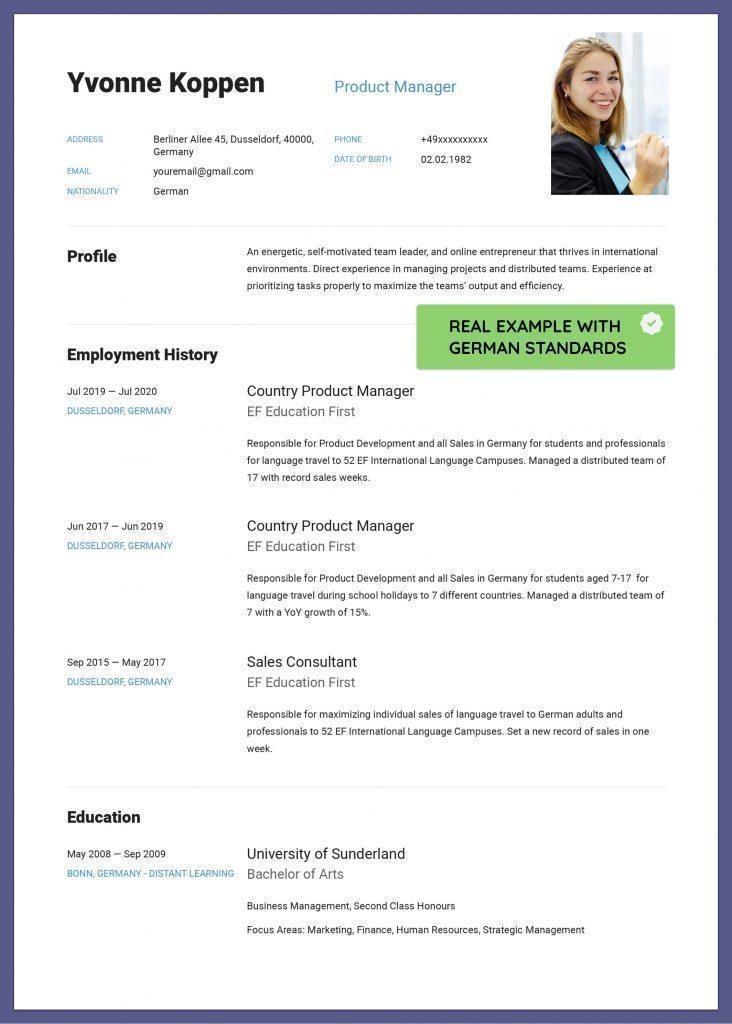 Yvonne Koppen
Product Manager
ADDRESS
Berliner Allee 45, Dusseldorf, 40000,
Germany
EMAIL
youremail@gmail.com
NATIONALITY
German
PHONE
+49xxxxxxxxxx
DATE OF BIRTH
02.02.1982
Profile
An energetic, self-motivated team leader, and online entrepreneur that thrives in international
environments. Direct experience in managing projects and distributed teams. Experience at
prioritizing tasks properly to maximize the teams' output and efficiency.
REAL EXAMPLE WITH
GERMAN STANDARDS
Employment History
Jul 2019 — Jul 2020
DUSSELDORF, GERMANY
Country Product Manager
EF Education First
Responsible for Product Development and all Sales in Germany for students and professionals
for language travel to 52 EF International Language Campuses. Managed a distributed team of
17 with record sales weeks.
Jun 2017 — Jun 2019
DUSSELDORF, GERMANY
Country Product Manager
EF Education First
Responsible for Product Development and all Sales in Germany for students aged 7-17 for
language travel during school holidays to 7 different countries. Managed a distributed team of
7 with a YoY growth of 15%.
Sep 2015 — May 2017
DUSSELDORF, GERMANY
Sales Consultant
EF Education First
Responsible for maximizing individual sales of language travel to German adults and
professionals to 52 EF International Language Campuses. Set a new record of sales in one
week.
Education
May 2008 — Sep 2009
BONN, GERMANY - DISTANT LEARNING
University of Sunderland
Bachelor of Arts
Business Management, Second Class Honours
Focus Areas: Marketing, Finance, Human Resources, Strategic Management